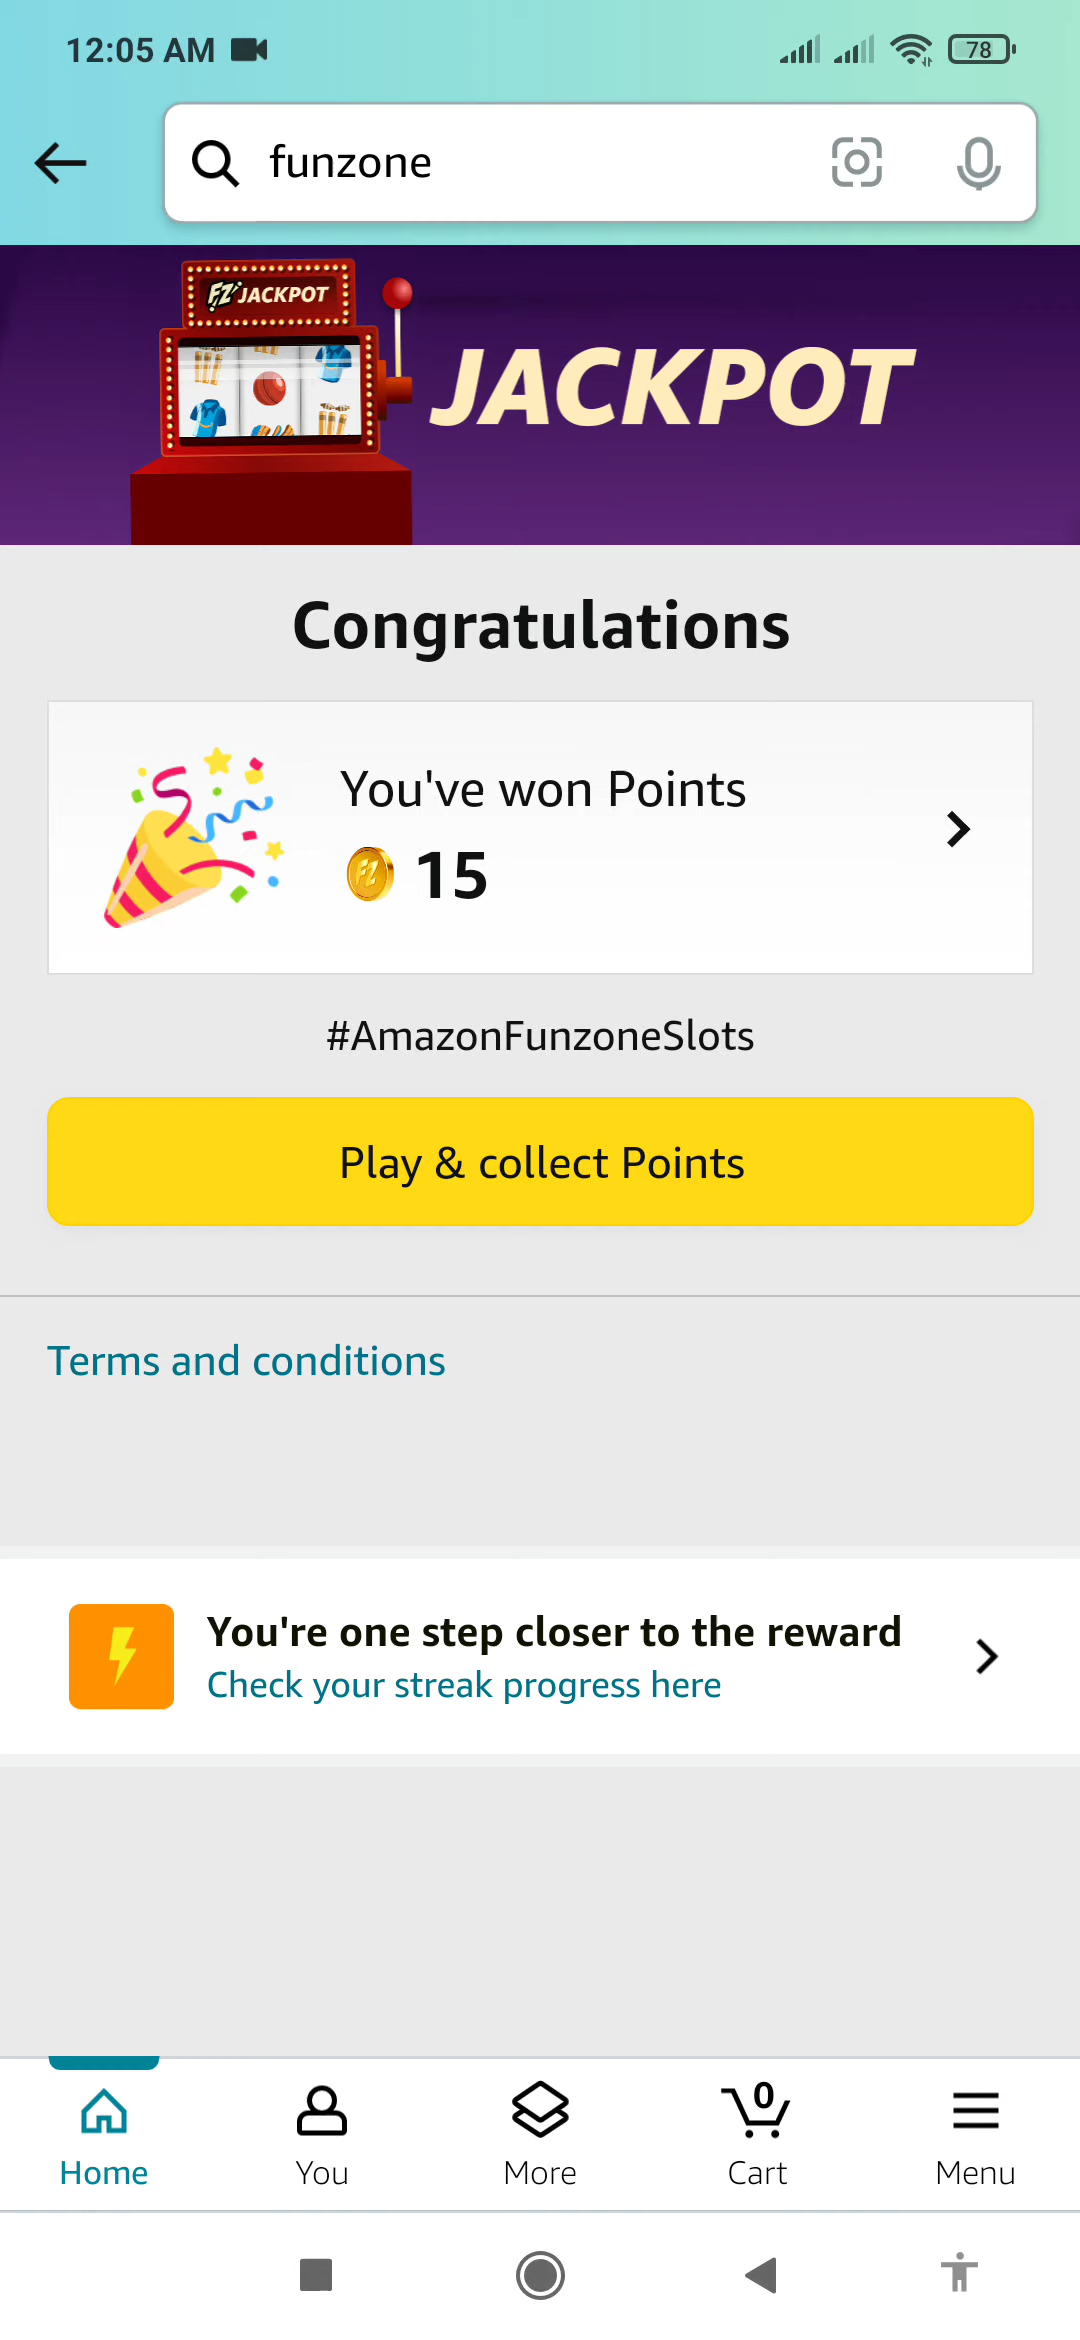 12:05 AM
78
funzone
FZ JACKPOT
JACKPOT
Congratulations
You've won Points
FZ 15
#AmazonFunzoneSlots
Play & collect Points
Terms and conditions
You're one step closer to the reward
Check your streak progress here
0
Home You More Cart Menu